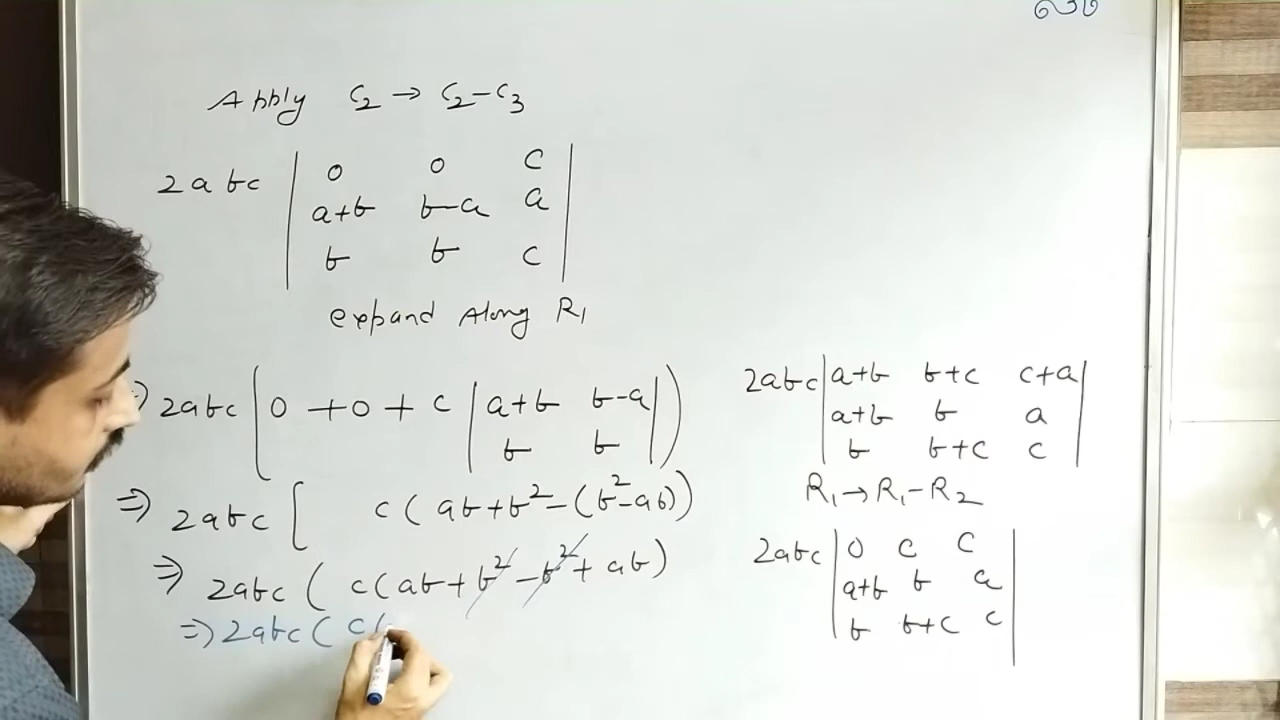 Apply C₂ → C₂-C₃
2abc | 0 0 c |
| a+b b-a a |
| b b c |
expand Along R₁
⇒ 2abc ( 0 + 0 + c | a+b b-a | )
| b b |
⇒ 2abc [ c ( ab+b²-(b²-ab))
⇒ 2abc ( c(ab+b²-b²+ab)
⇒ 2abc ( c(
2abc | a+b b+c c+a |
| a+b b a |
| b b+c c |
R₁→R₁-R₂
2abc | 0 c c |
| a+b b a |
| b b+c c |